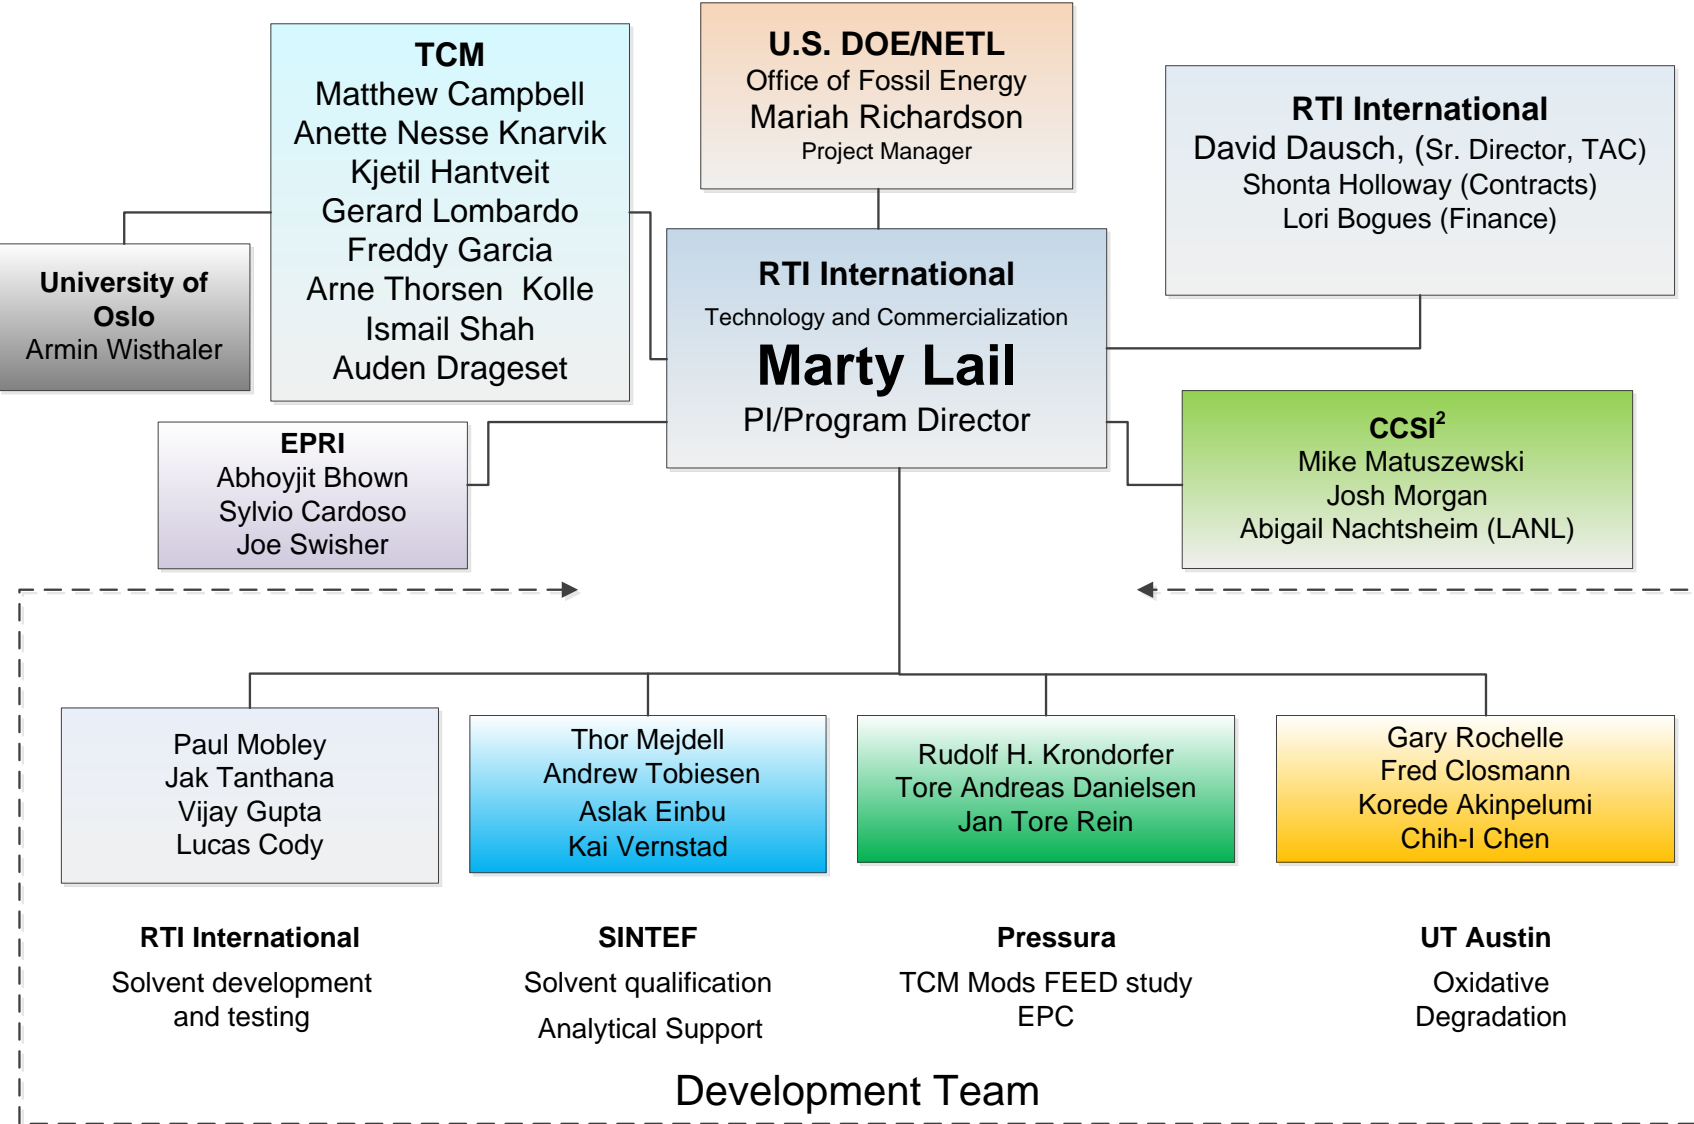 TCM
Matthew Campbell
Anette Nesse Knarvik
Kjetil Hantveit
Gerard Lombardo
Freddy Garcia
Arne Thorsen  Kolle
Ismail Shah
Auden Drageset
U.S. DOE/NETL
Office of Fossil Energy
Mariah Richardson
Project Manager
RTI International
David Dausch, (Sr. Director, TAC)
Shonta Holloway (Contracts)
Lori Bogues (Finance)
University of
Oslo
Armin Wisthaler
RTI International
Technology and Commercialization
Marty Lail
PI/Program Director
EPRI
Abhoyjit Bhown
Sylvio Cardoso
Joe Swisher
CCSI²
Mike Matuszewski
Josh Morgan
Abigail Nachtsheim (LANL)
Paul Mobley
Jak Tanthana
Vijay Gupta
Lucas Cody
Thor Mejdell
Andrew Tobiesen
Aslak Einbu
Kai Vernstad
Rudolf H. Krondorfer
Tore Andreas Danielsen
Jan Tore Rein
Gary Rochelle
Fred Closmann
Korede Akinpelumi
Chih-I Chen
RTI International
Solvent development
and testing
SINTEF
Solvent qualification
Analytical Support
Pressura
TCM Mods FEED study
EPC
UT Austin
Oxidative
Degradation
Development Team